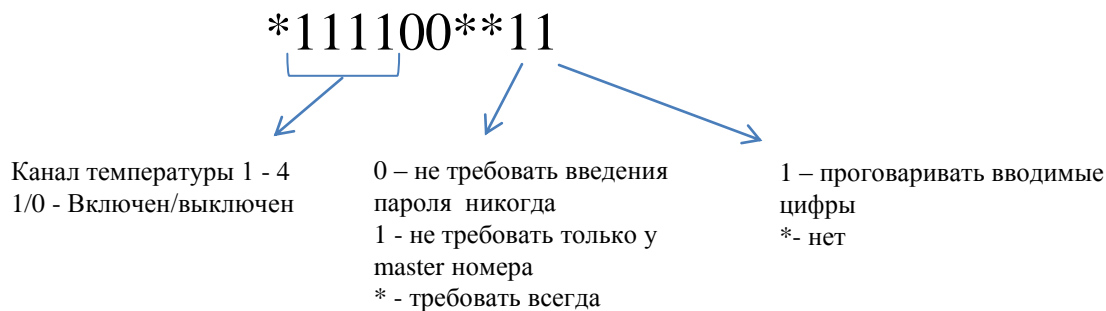 *111100**11
Канал температуры 1 - 4
1/0 - Включен/выключен
0 – не требовать введения
пароля никогда
1 - не требовать только у
master номера
* - требовать всегда
1 – проговаривать вводимые
цифры
*- нет